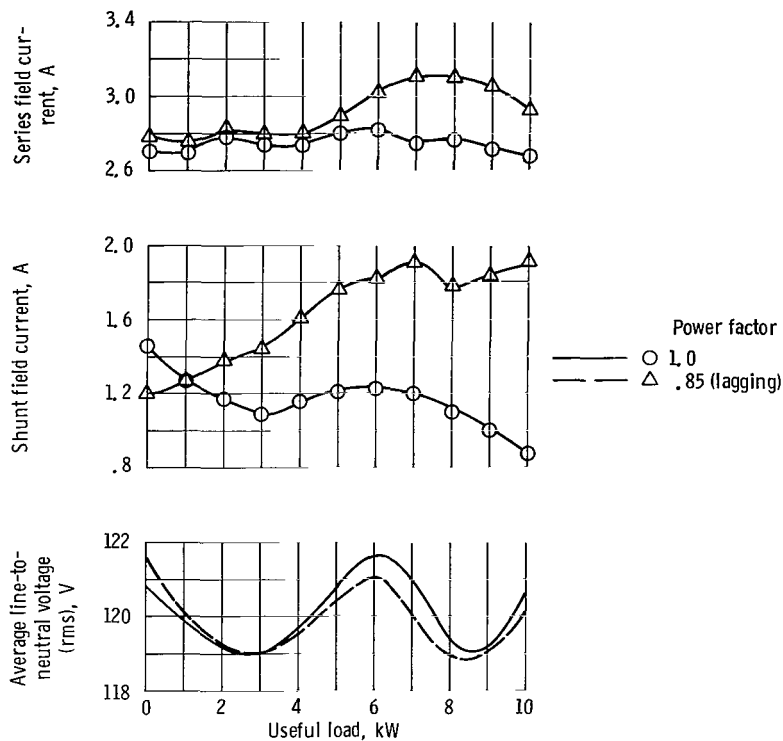 3.4
3.0
2.6
Series field cur-
rent, A
2.0
1.6
1.2
.8
Shunt field current, A
Power factor
1.0
.85 (lagging)
122
120
118
Average line-to-
neutral voltage
(rms), V
0 2 4 6 8 10
Useful load, kW